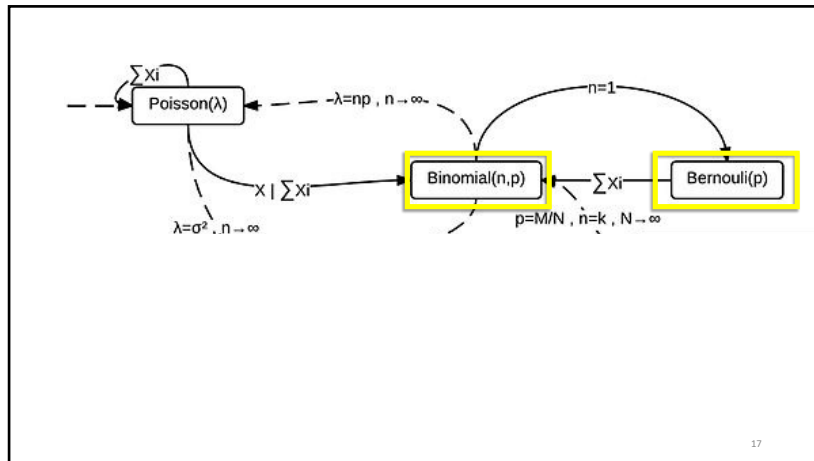 ∑Xi
Poisson(λ)
λ=np , n→∞
n=1
Binomial(n,p)
∑Xi
Bernouli(p)
X | ∑Xi
λ=σ² , n→∞
p=M/N , n=k , N→∞
17